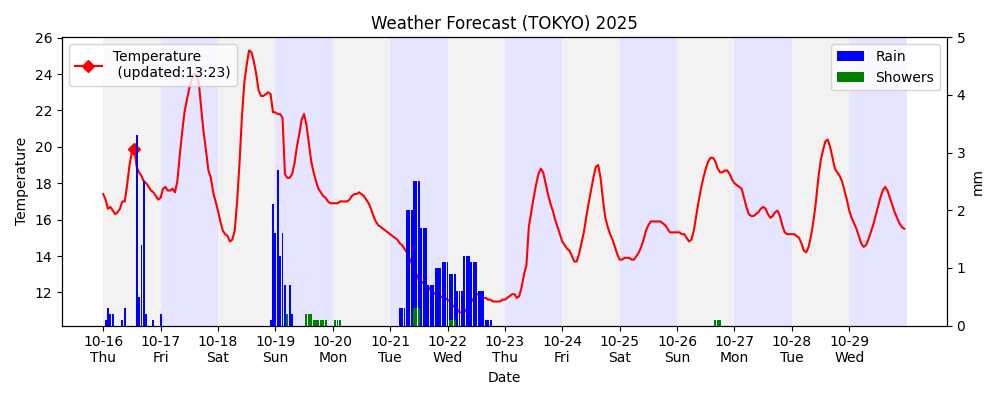 Weather Forecast (TOKYO) 2025
Temperature
(updated:13:23)
Rain
Showers
Temperature
26
24
22
20
18
16
14
12
5
4
3
2
1
0
mm
10-16 10-17 10-18 10-19 10-20 10-21 10-22 10-23 10-24 10-25 10-26 10-27 10-28 10-29
Thu Fri Sat Sun Mon Tue Wed Thu Fri Sat Sun Mon Tue Wed
Date